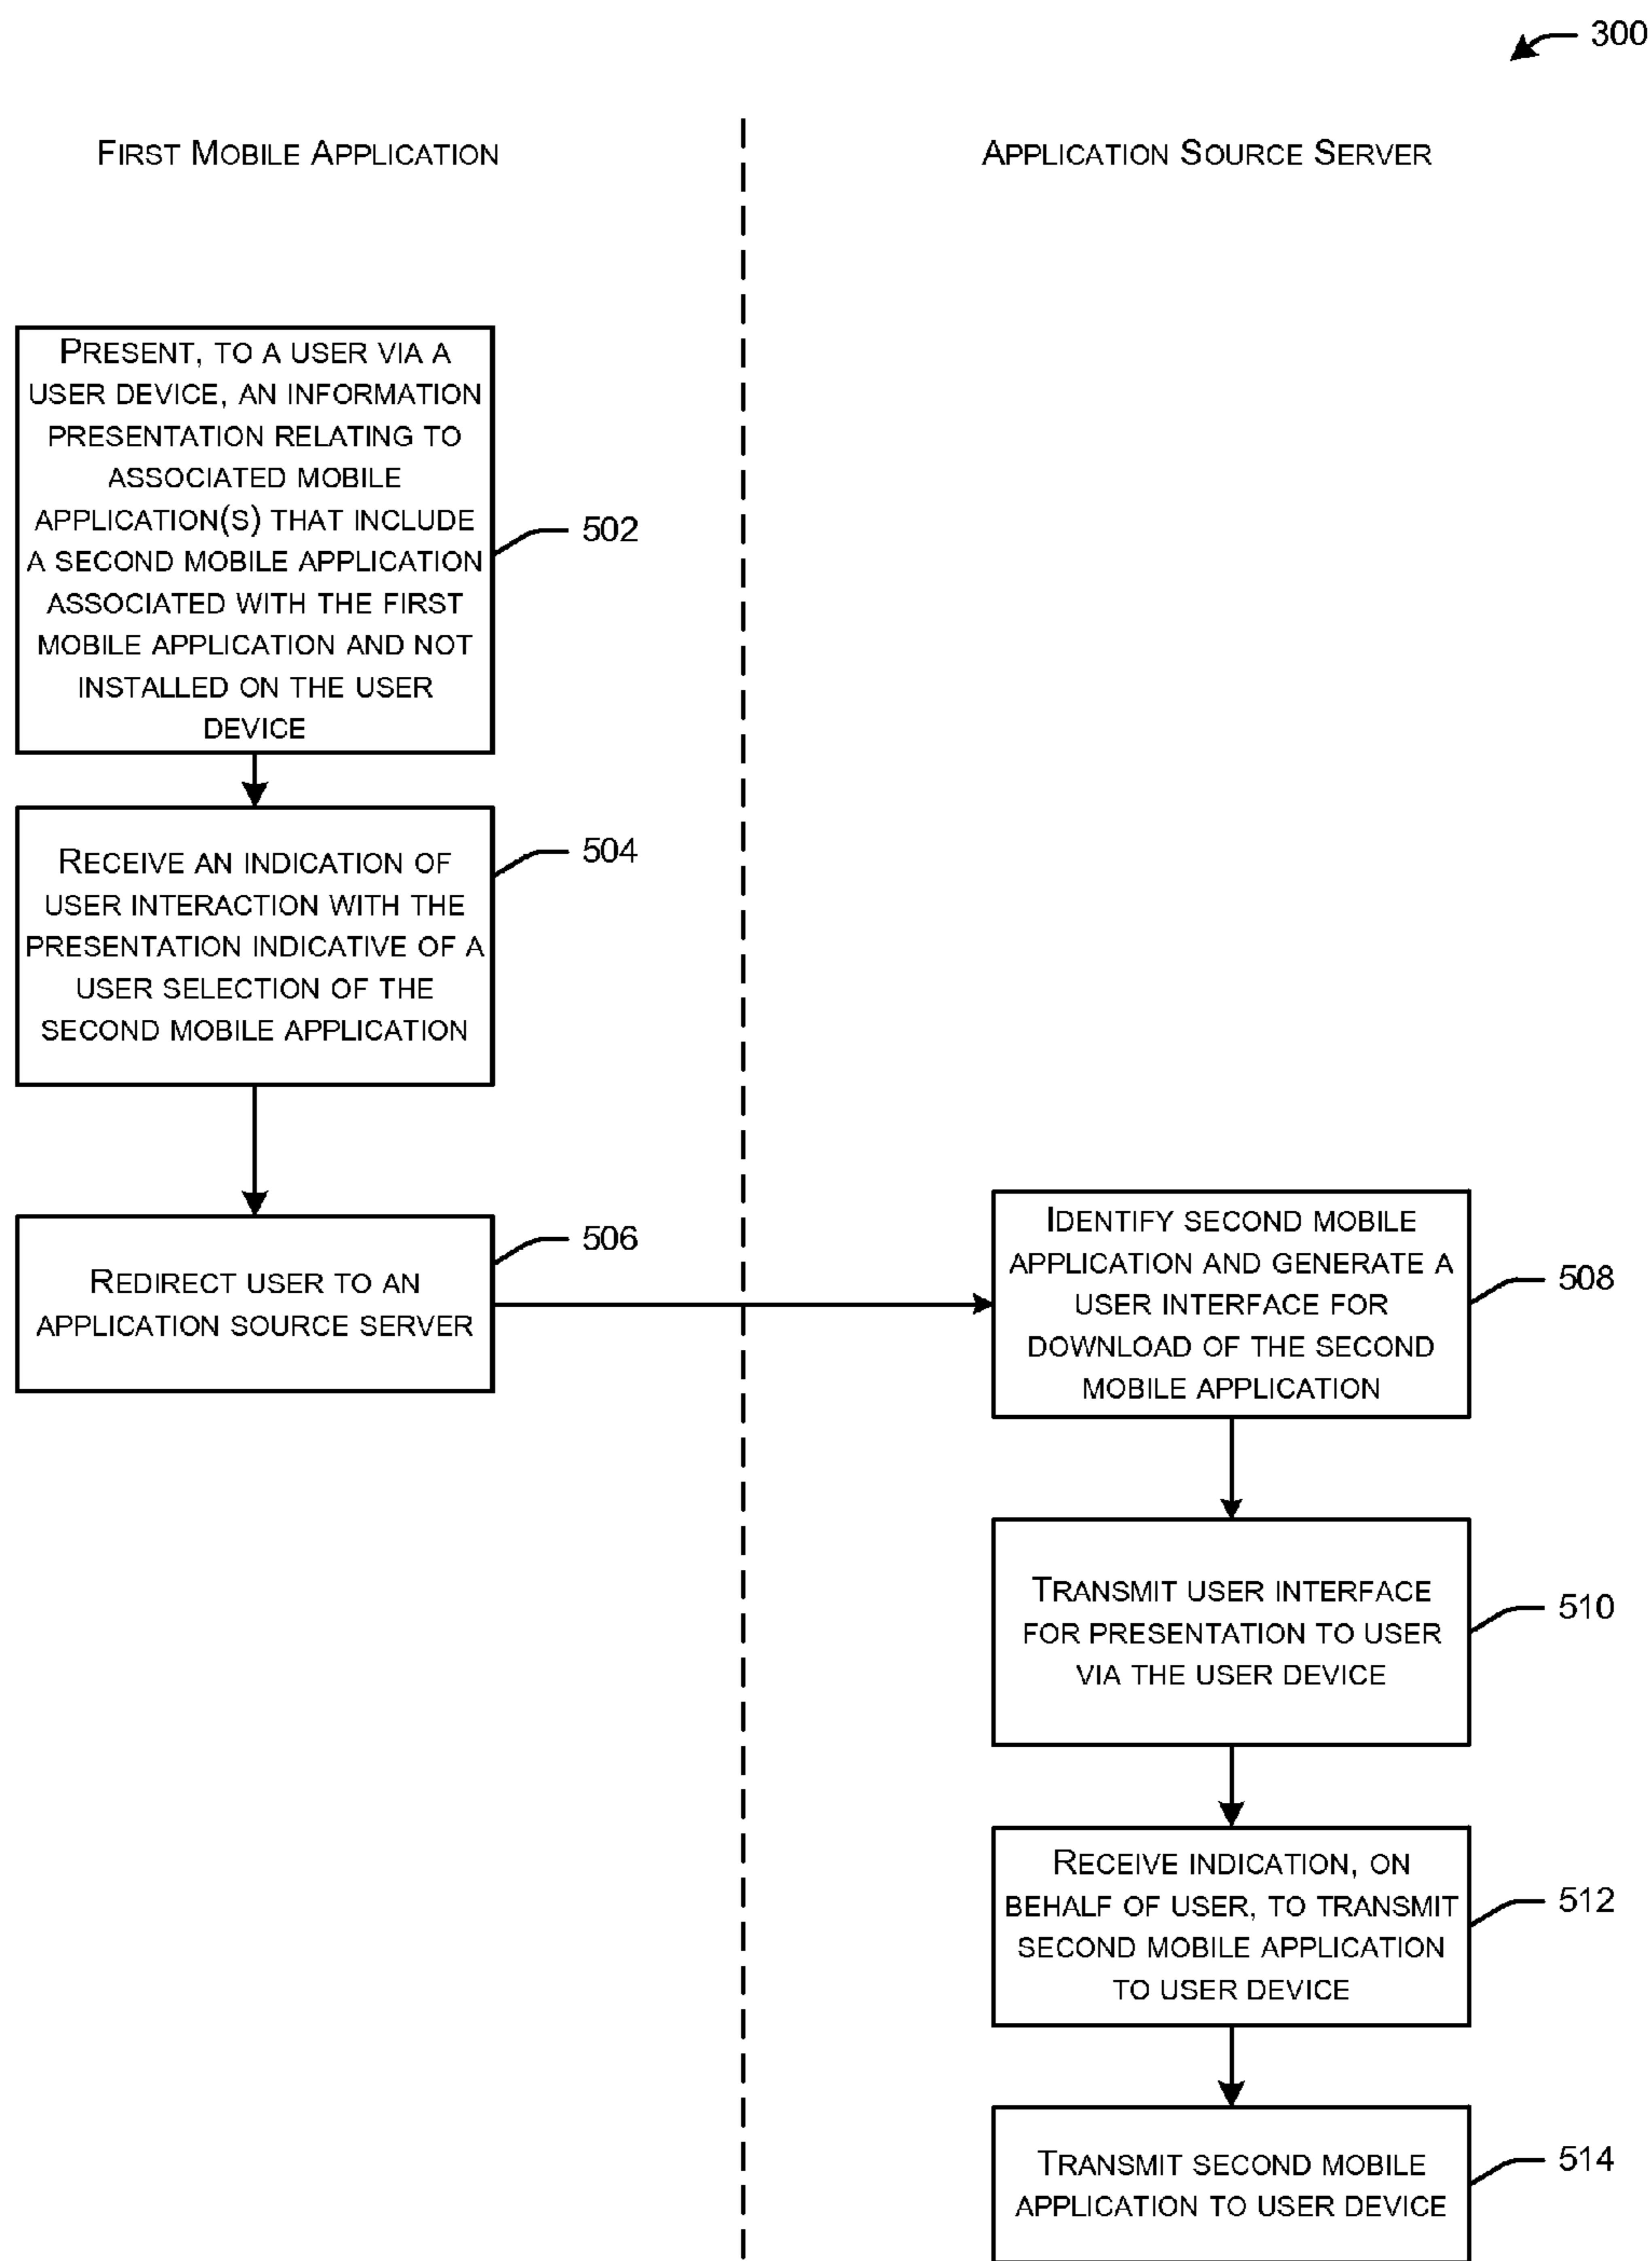 300
FIRST MOBILE APPLICATION
APPLICATION SOURCE SERVER
PRESENT, TO A USER VIA A
USER DEVICE, AN INFORMATION
PRESENTATION RELATING TO
ASSOCIATED MOBILE
APPLICATION(S) THAT INCLUDE
A SECOND MOBILE APPLICATION
ASSOCIATED WITH THE FIRST
MOBILE APPLICATION AND NOT
INSTALLED ON THE USER
DEVICE
502
RECEIVE AN INDICATION OF
USER INTERACTION WITH THE
PRESENTATION INDICATIVE OF A
USER SELECTION OF THE
SECOND MOBILE APPLICATION
504
REDIRECT USER TO AN
APPLICATION SOURCE SERVER
506
IDENTIFY SECOND MOBILE
APPLICATION AND GENERATE A
USER INTERFACE FOR
DOWNLOAD OF THE SECOND
MOBILE APPLICATION
508
TRANSMIT USER INTERFACE
FOR PRESENTATION TO USER
VIA THE USER DEVICE
510
RECEIVE INDICATION, ON
BEHALF OF USER, TO TRANSMIT
SECOND MOBILE APPLICATION
TO USER DEVICE
512
TRANSMIT SECOND MOBILE
APPLICATION TO USER DEVICE
514